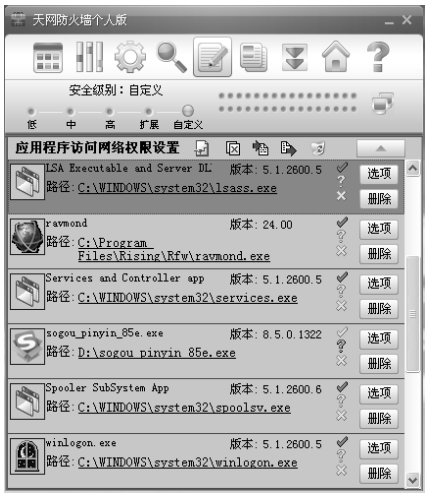 天网防火墙个人版
安全级别：自定义
低 中 高 扩展 自定义
应用程序访问网络权限设置
LSA Executable and Server DL 版本: 5.1.2600.5 选项
路径: C:\WINDOWS\system32\lsass.exe 删除
ravmond 版本: 24.00 选项
路径: C:\Program
Files\Rising\Rfw\ravmond.exe 删除
Services and Controller app 版本: 5.1.2600.5 选项
路径: C:\WINDOWS\system32\services.exe 删除
sogou_pinyin_85e.exe 版本: 8.5.0.1322 选项
路径: D:\sogou pinyin 85e.exe 删除
Spooler SubSystem App 版本: 5.1.2600.6 选项
路径: C:\WINDOWS\system32\spoolsv.exe 删除
winlogon.exe 版本: 5.1.2600.5 选项
路径: C:\WINDOWS\system32\winlogon.exe 删除